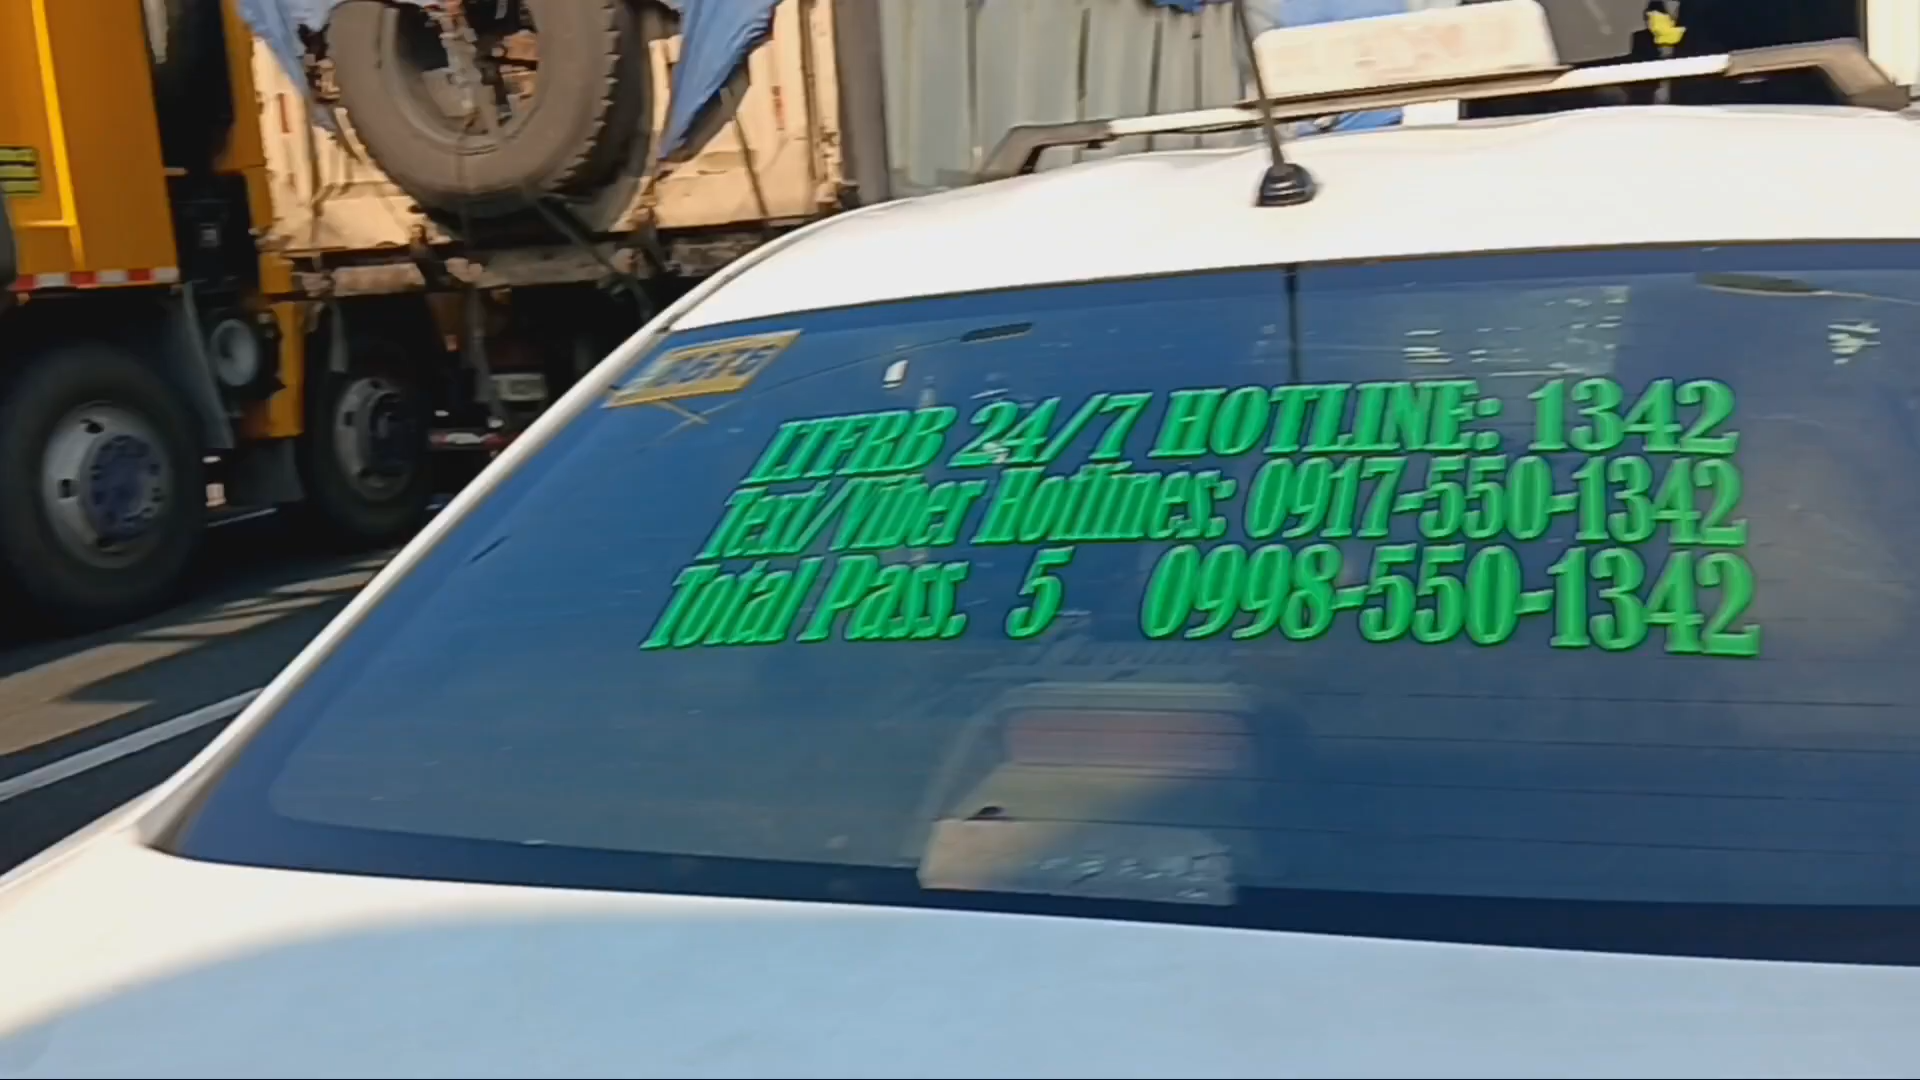 LTFRB 24/7 HOTLINE: 1342
Text/Viber Hotlines: 0917-550-1342
Total Pass. 5 0998-550-1342